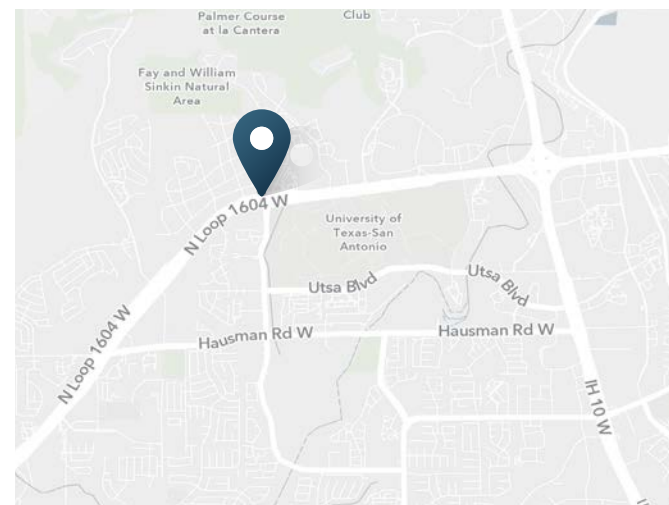 Palmer Course
at la Cantera
Club
Fay and William
Sinkin Natural
Area
N Loop 1604 W
University of
Texas-San
Antonio
Utsa Blvd
Utsa Blvd
N Loop 1604 W
Hausman Rd W
Hausman Rd W
IH 10 W